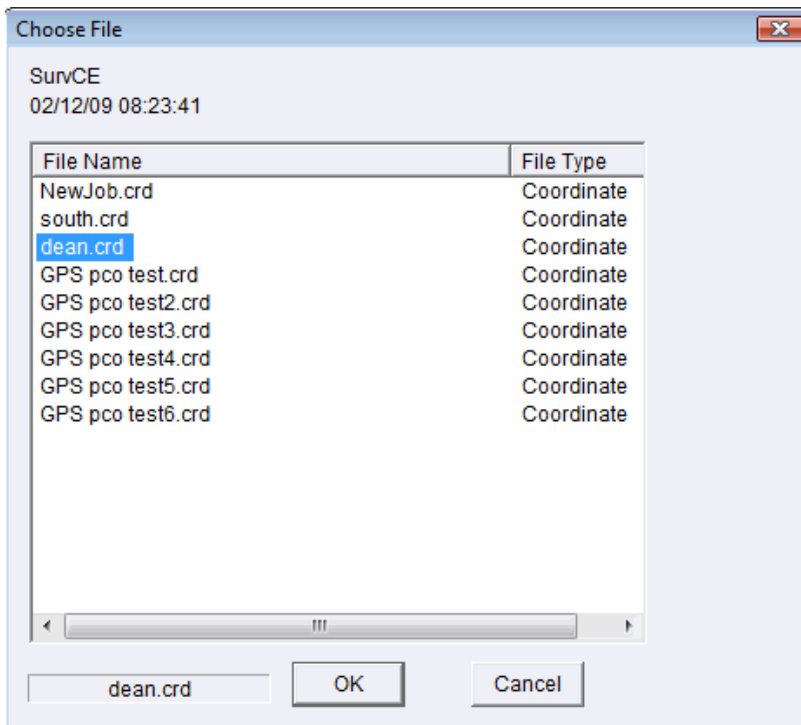 Choose File
SurvCE
02/12/09 08:23:41
File Name File Type
NewJob.crd Coordinate
south.crd Coordinate
dean.crd Coordinate
GPS pco test.crd Coordinate
GPS pco test2.crd Coordinate
GPS pco test3.crd Coordinate
GPS pco test4.crd Coordinate
GPS pco test5.crd Coordinate
GPS pco test6.crd Coordinate
dean.crd OK Cancel